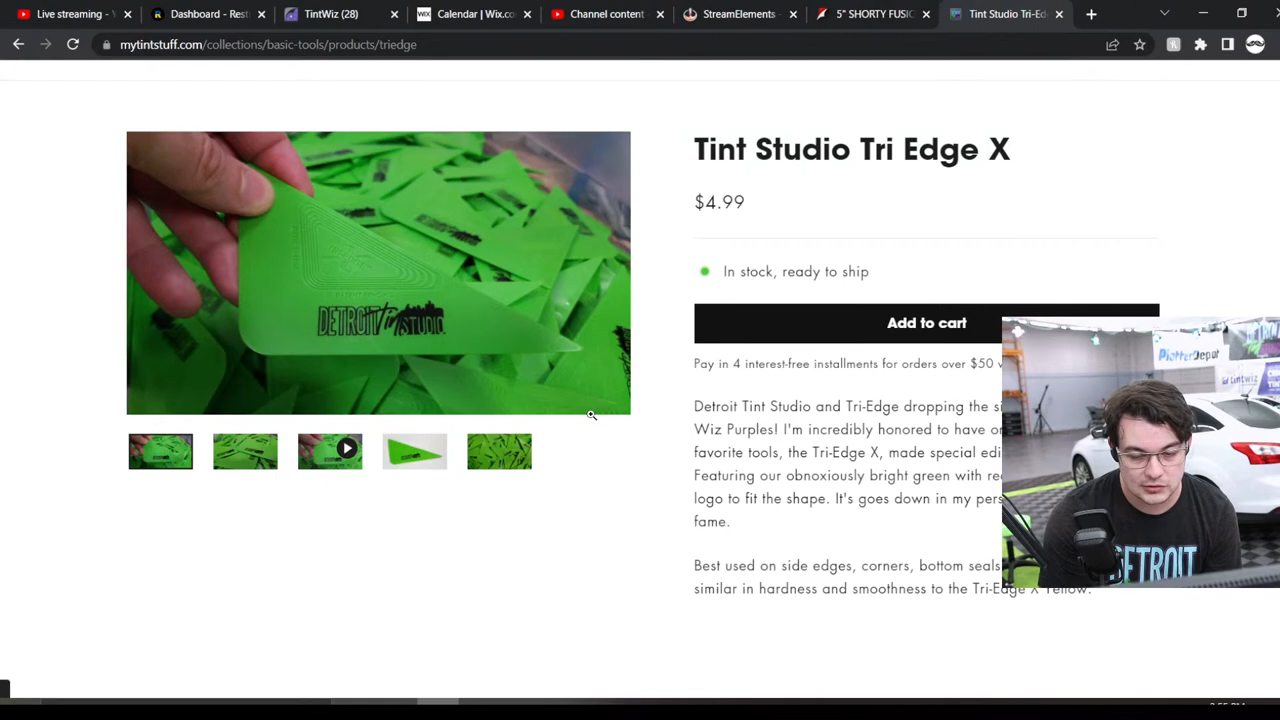 Live streaming - Y
Dashboard - Rest
TintWiz (28)
Calendar | Wix.co
Channel content
StreamElements -
5" SHORTY FUSIO
Tint Studio Tri-Ed
mytintstuff.com/collections/basic-tools/products/triedge
Tint Studio Tri Edge X
$4.99
In stock, ready to ship
Add to cart
Pay in 4 interest-free installments for orders over $50
Detroit Tint Studio and Tri-Edge dropping the
Wiz Purples! I'm incredibly honored to have
favorite tools, the Tri-Edge X, made special
Featuring our obnoxiously bright green with
logo to fit the shape. It's goes down in my
fame.
Best used on side edges, corners, bottom seals
similar in hardness and smoothness to the Tri-Edge X Yellow.
DETROIT Tint STUDIO
PlotterDepot
tintwiz
DETROIT